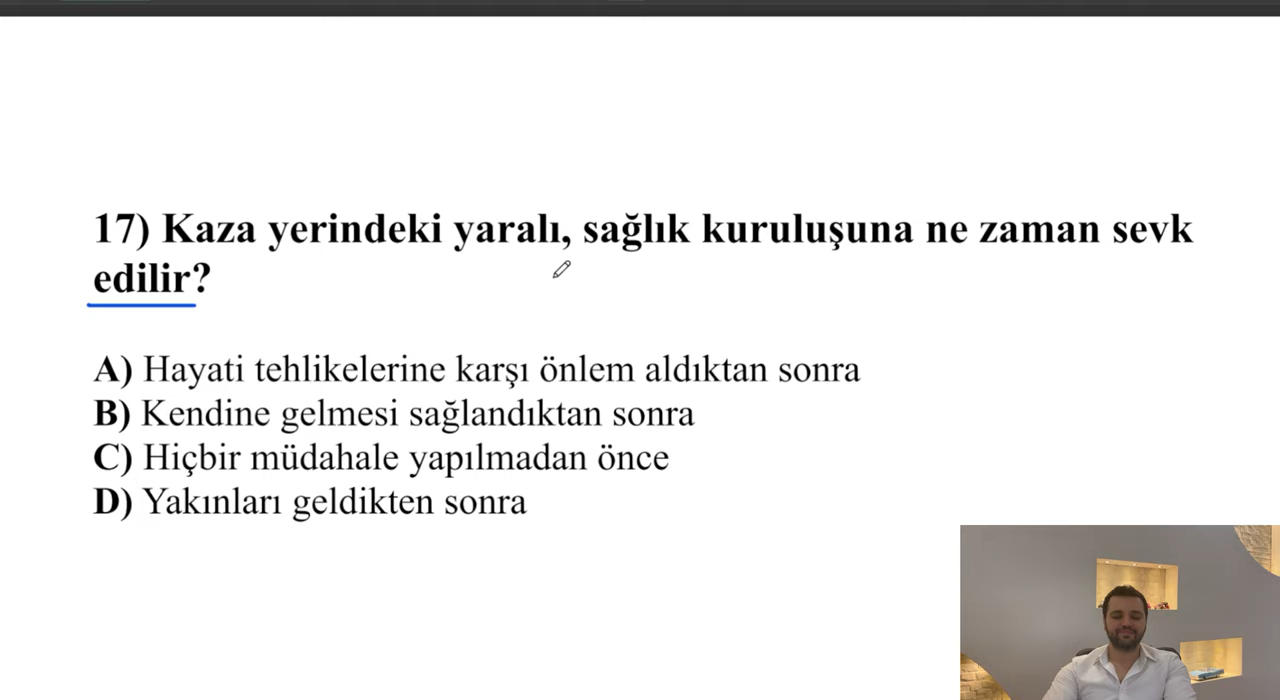 17) Kaza yerindeki yaralı, sağlık kuruluşuna ne zaman sevk
edilir?
A) Hayati tehlikelerine karşı önlem aldıktan sonra
B) Kendine gelmesi sağlandıktan sonra
C) Hiçbir müdahale yapılmadan önce
D) Yakınları geldikten sonra